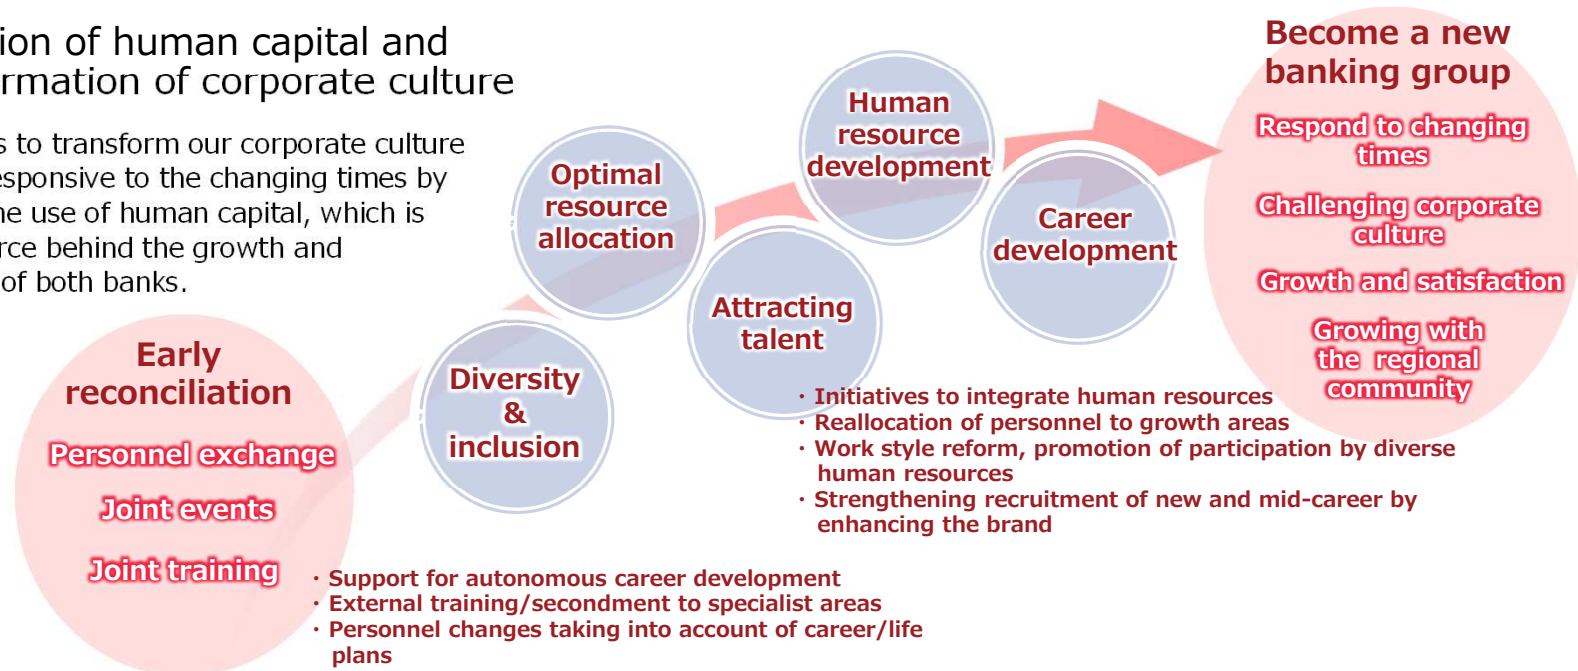 ion of human capital and
rmation of corporate culture
s to transform our corporate culture
esponsive to the changing times by
ne use of human capital, which is
rce behind the growth and
of both banks.
Early
reconciliation
Personnel exchange
Joint events
Joint training
Diversity
&
inclusion
Optimal
resource
allocation
Attracting
talent
Human
resource
development
Career
development
Become a new
banking group
Respond to changing
times
Challenging corporate
culture
Growth and satisfaction
Growing with
the regional
community
・Initiatives to integrate human resources
・Reallocation of personnel to growth areas
・Work style reform, promotion of participation by diverse
human resources
・Strengthening recruitment of new and mid-career by
enhancing the brand
・Support for autonomous career development
・External training/secondment to specialist areas
・Personnel changes taking into account of career/life
plans